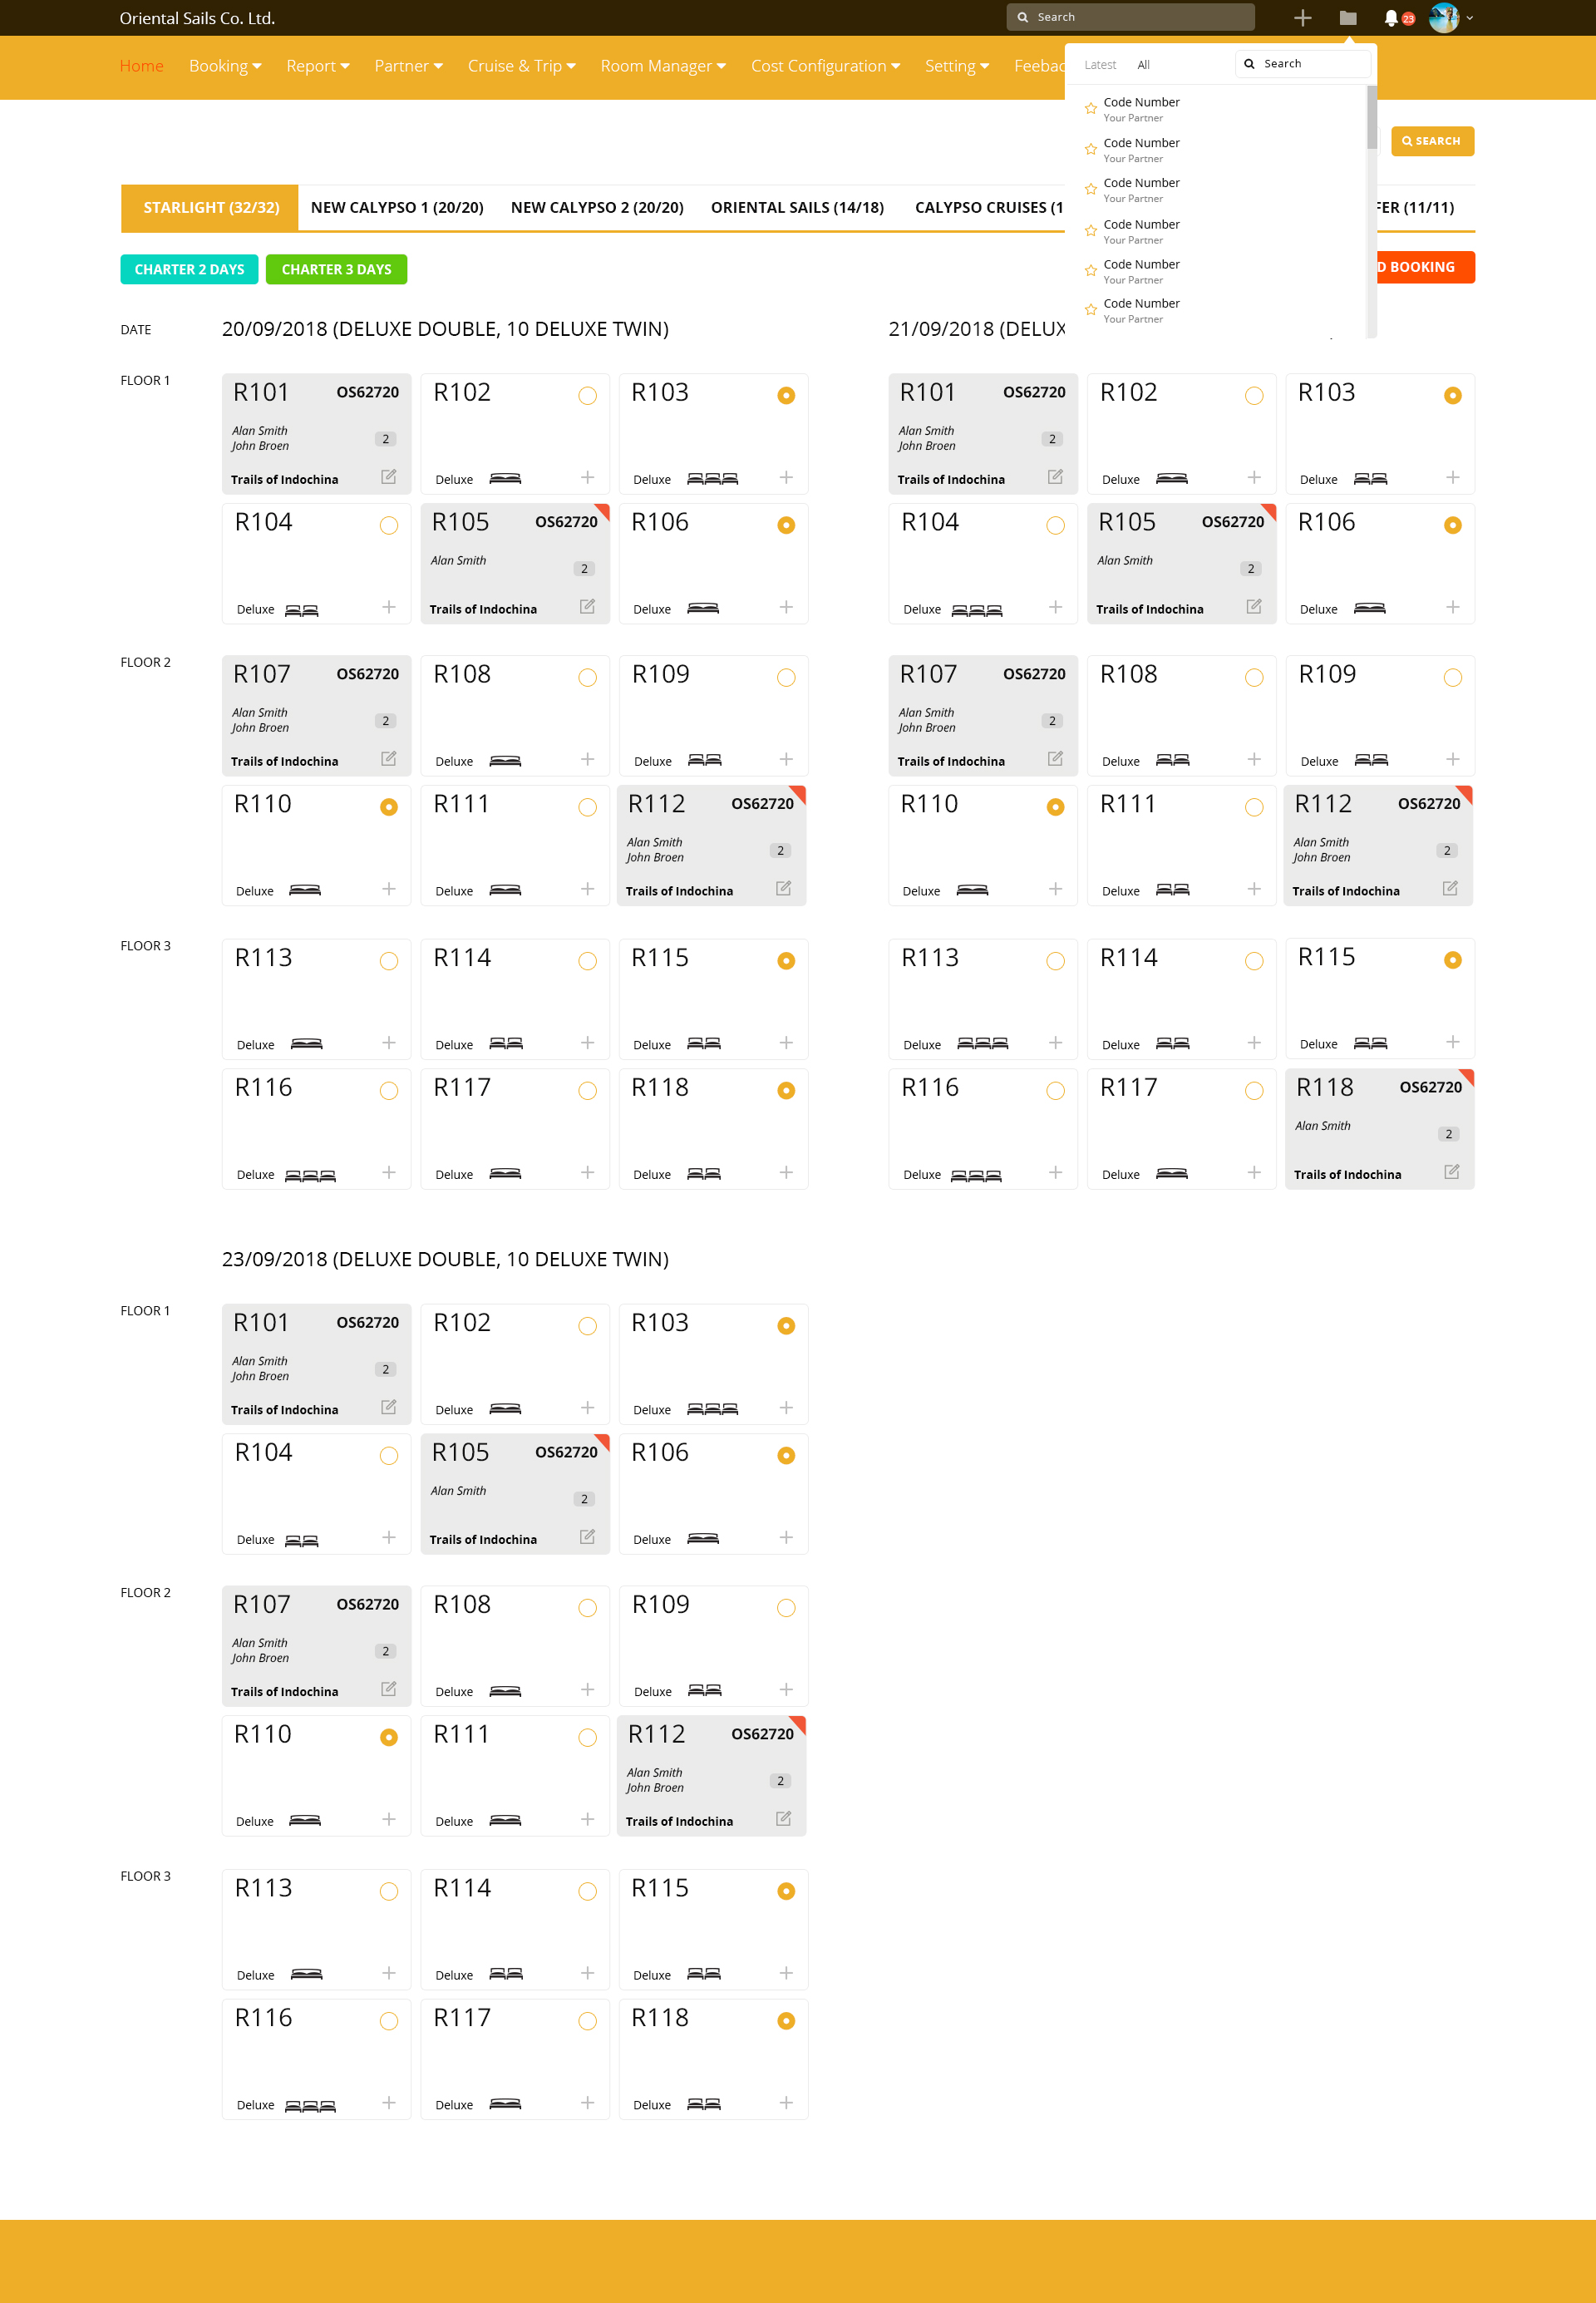 Oriental Sails Co. Ltd. Search 23
Home Booking Report Partner Cruise & Trip Room Manager Cost Configuration Setting
Latest All Search
Code Number
Your Partner
Code Number
Your Partner
Code Number
Your Partner
Code Number
Your Partner
Code Number
Your Partner
Code Number
Your Partner
SEARCH
STARLIGHT (32/32) NEW CALYPSO 1 (20/20) NEW CALYPSO 2 (20/20) ORIENTAL SAILS (14/18) CALYPSO CRUISES (11/11)
CHARTER 2 DAYS CHARTER 3 DAYS BOOKING
DATE 20/09/2018 (DELUXE DOUBLE, 10 DELUXE TWIN) 21/09/2018
FLOOR 1
R101 OS62720 R102 R103 R101 OS62720 R102 R103
Alan Smith 2 Alan Smith 2
John Broen John Broen
Trails of Indochina Deluxe Deluxe Trails of Indochina Deluxe Deluxe
R104 R105 OS62720 R106 R104 R105 OS62720 R106
Alan Smith 2 Alan Smith 2
Deluxe Trails of Indochina Deluxe Deluxe Trails of Indochina Deluxe
FLOOR 2
R107 OS62720 R108 R109 R107 OS62720 R108 R109
Alan Smith 2 Alan Smith 2
John Broen John Broen
Trails of Indochina Deluxe Deluxe Trails of Indochina Deluxe Deluxe
R110 R111 R112 OS62720 R110 R111 R112 OS62720
Alan Smith 2 Alan Smith 2
John Broen John Broen
Deluxe Deluxe Trails of Indochina Deluxe Deluxe Trails of Indochina
FLOOR 3
R113 R114 R115 R113 R114 R115
Deluxe Deluxe Deluxe Deluxe Deluxe Deluxe
R116 R117 R118 R116 R117 R118 OS62720
Alan Smith 2
Deluxe Deluxe Deluxe Deluxe Deluxe Trails of Indochina
23/09/2018 (DELUXE DOUBLE, 10 DELUXE TWIN)
FLOOR 1
R101 OS62720 R102 R103
Alan Smith 2
John Broen
Trails of Indochina Deluxe Deluxe
R104 R105 OS62720 R106
Alan Smith 2
Deluxe Trails of Indochina Deluxe
FLOOR 2
R107 OS62720 R108 R109
Alan Smith 2
John Broen
Trails of Indochina Deluxe Deluxe
R110 R111 R112 OS62720
Alan Smith 2
John Broen
Deluxe Deluxe Trails of Indochina
FLOOR 3
R113 R114 R115
Deluxe Deluxe Deluxe
R116 R117 R118
Deluxe Deluxe Deluxe